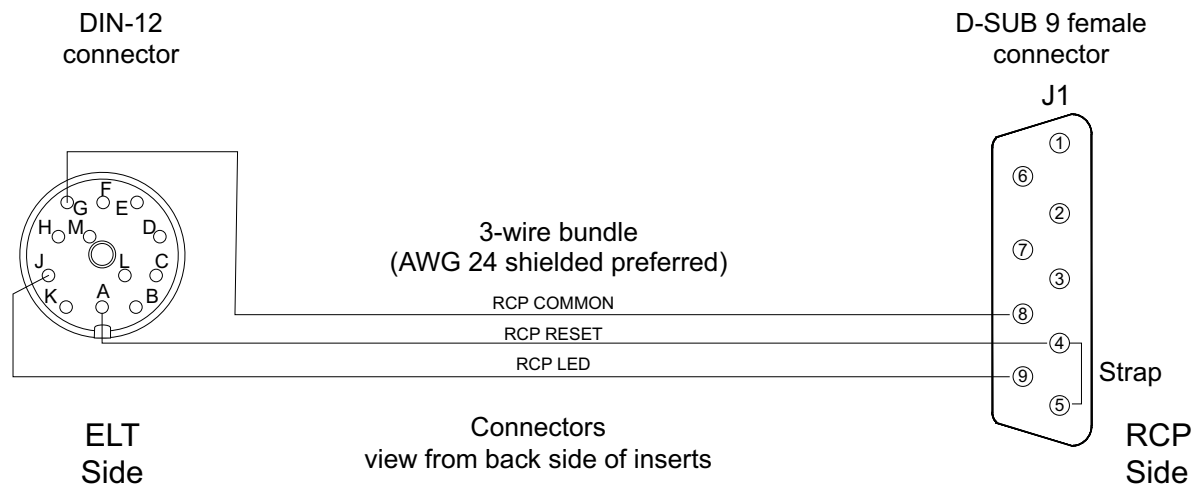 DIN-12
connector
D-SUB 9 female
connector
J1
1
6
2
7
3
8
4
9
5
F
G
E
H
M
D
J
L
C
K
A
B
3-wire bundle
(AWG 24 shielded preferred)
RCP COMMON
RCP RESET
RCP LED
Strap
ELT
Side
Connectors
view from back side of inserts
RCP
Side